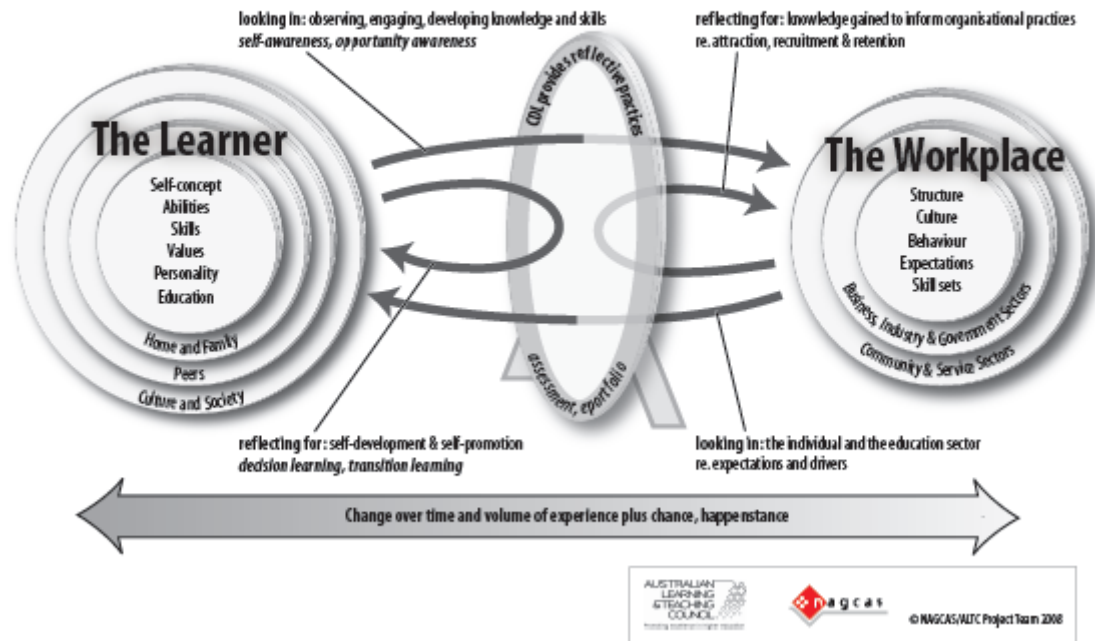 looking in: observing, engaging, developing knowledge and skills
self-awareness, opportunity awareness
reflecting for: knowledge gained to inform organisational practices
re. attraction, recruitment & retention
CDL provides reflective practices
The Learner
Self-concept
Abilities
Skills
Values
Personality
Education
Home and Family
Peers
Culture and Society
The Workplace
Structure
Culture
Behaviour
Expectations
Skill sets
Business, Industry & Government Sectors
Community & Service Sectors
assessment, eportfolio
reflecting for: self-development & self-promotion
decision learning, transition learning
looking in: the individual and the education sector
re. expectations and drivers
Change over time and volume of experience plus chance, happenstance
AUSTRALIAN
LEARNING
&TEACHING
COUNCIL
nagcas
© NAGCAS/ALTC Project Team 2008